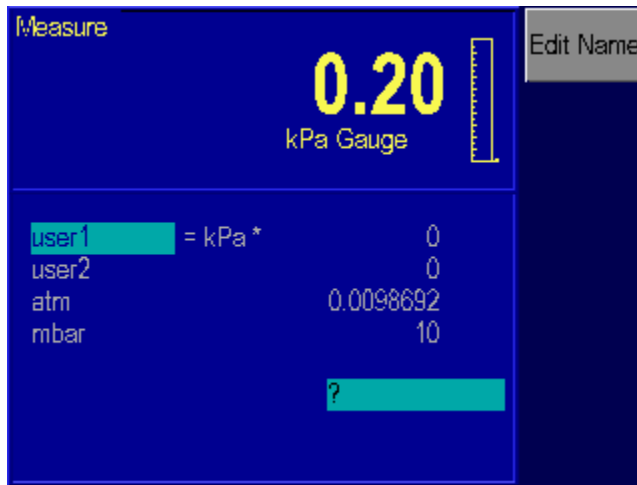 Measure
Edit Name
0.20
kPa Gauge
user1 = kPa * 0
user2 0
atm 0.0098692
mbar 10
?